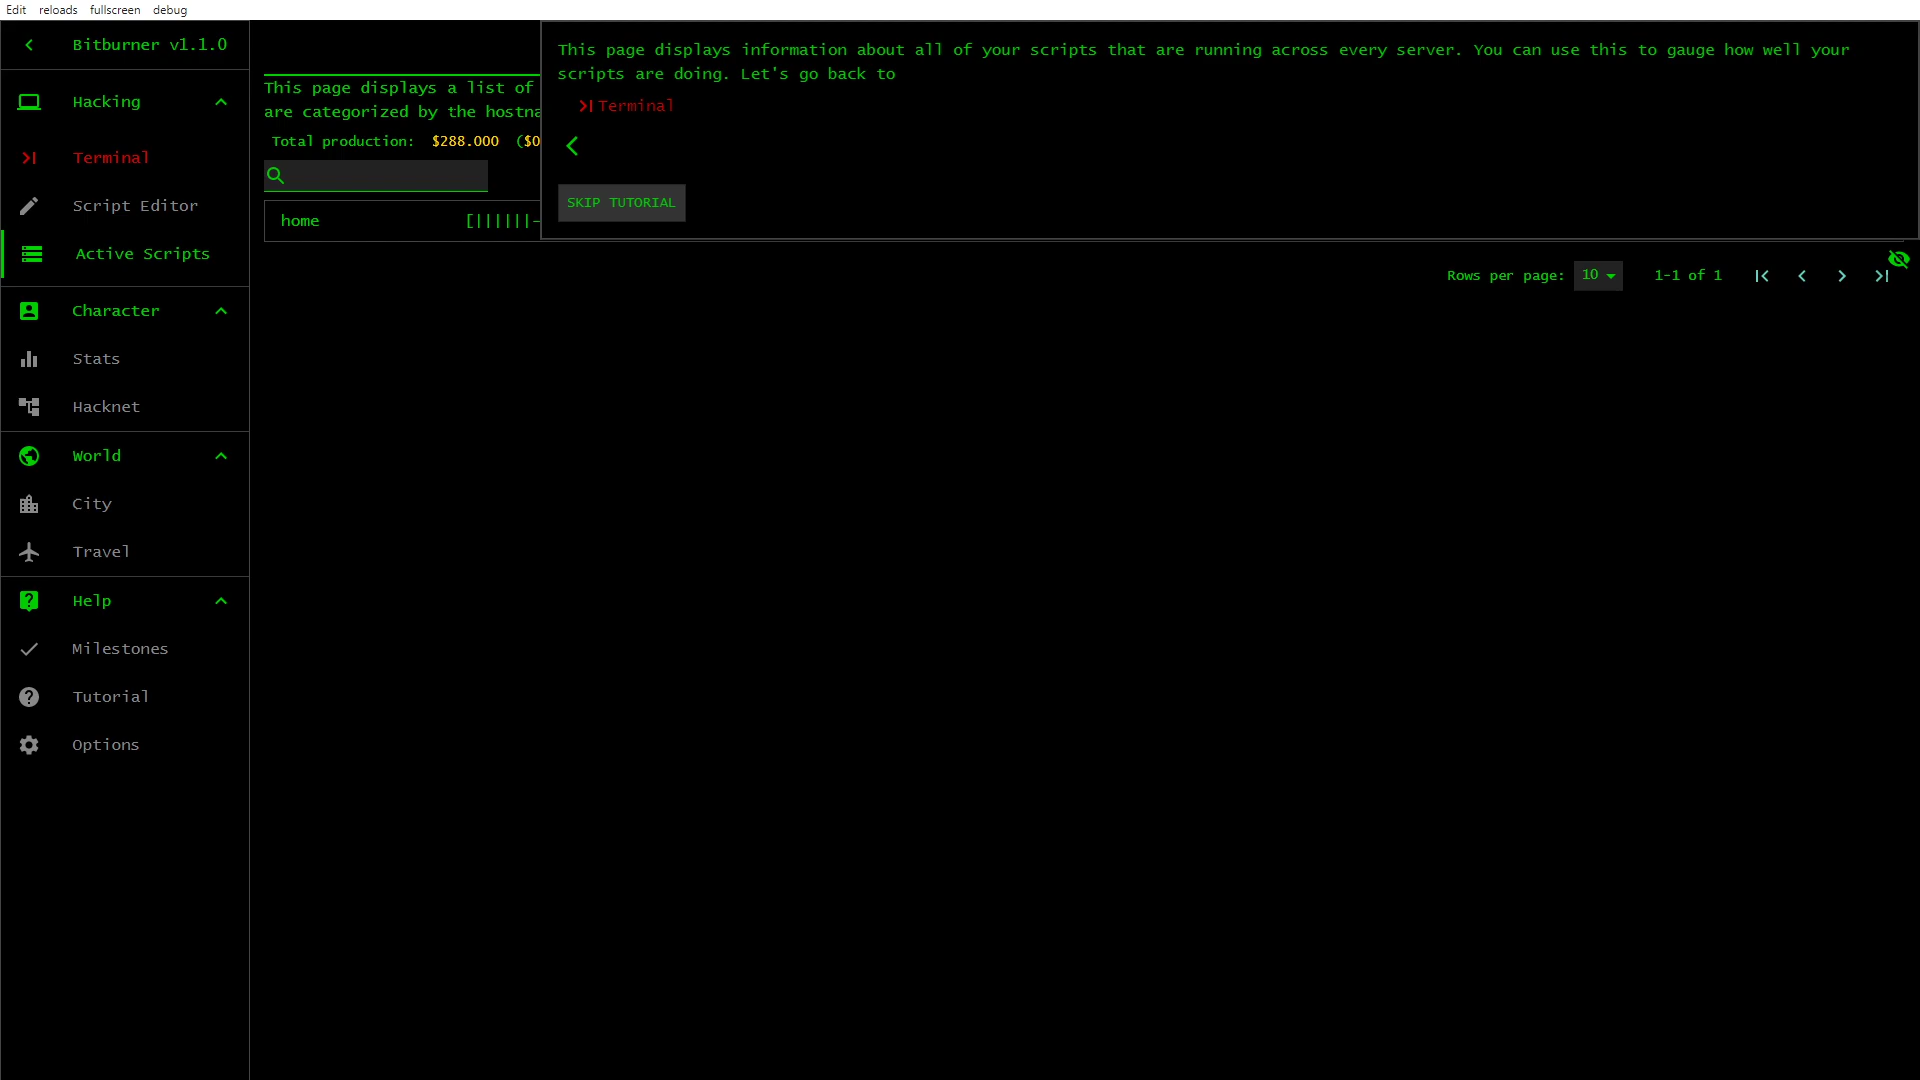 Edit reloads fullscreen debug
Bitburner v1.1.0
Hacking
Terminal
Script Editor
Active Scripts
Character
Stats
Hacknet
World
City
Travel
Help
Milestones
Tutorial
Options
This page displays a list of
are categorized by the hostna
Total production: $288.000 ($0
home [||||||-
This page displays information about all of your scripts that are running across every server. You can use this to gauge how well your
scripts are doing. Let's go back to
Terminal
SKIP TUTORIAL
Rows per page: 10 1-1 of 1